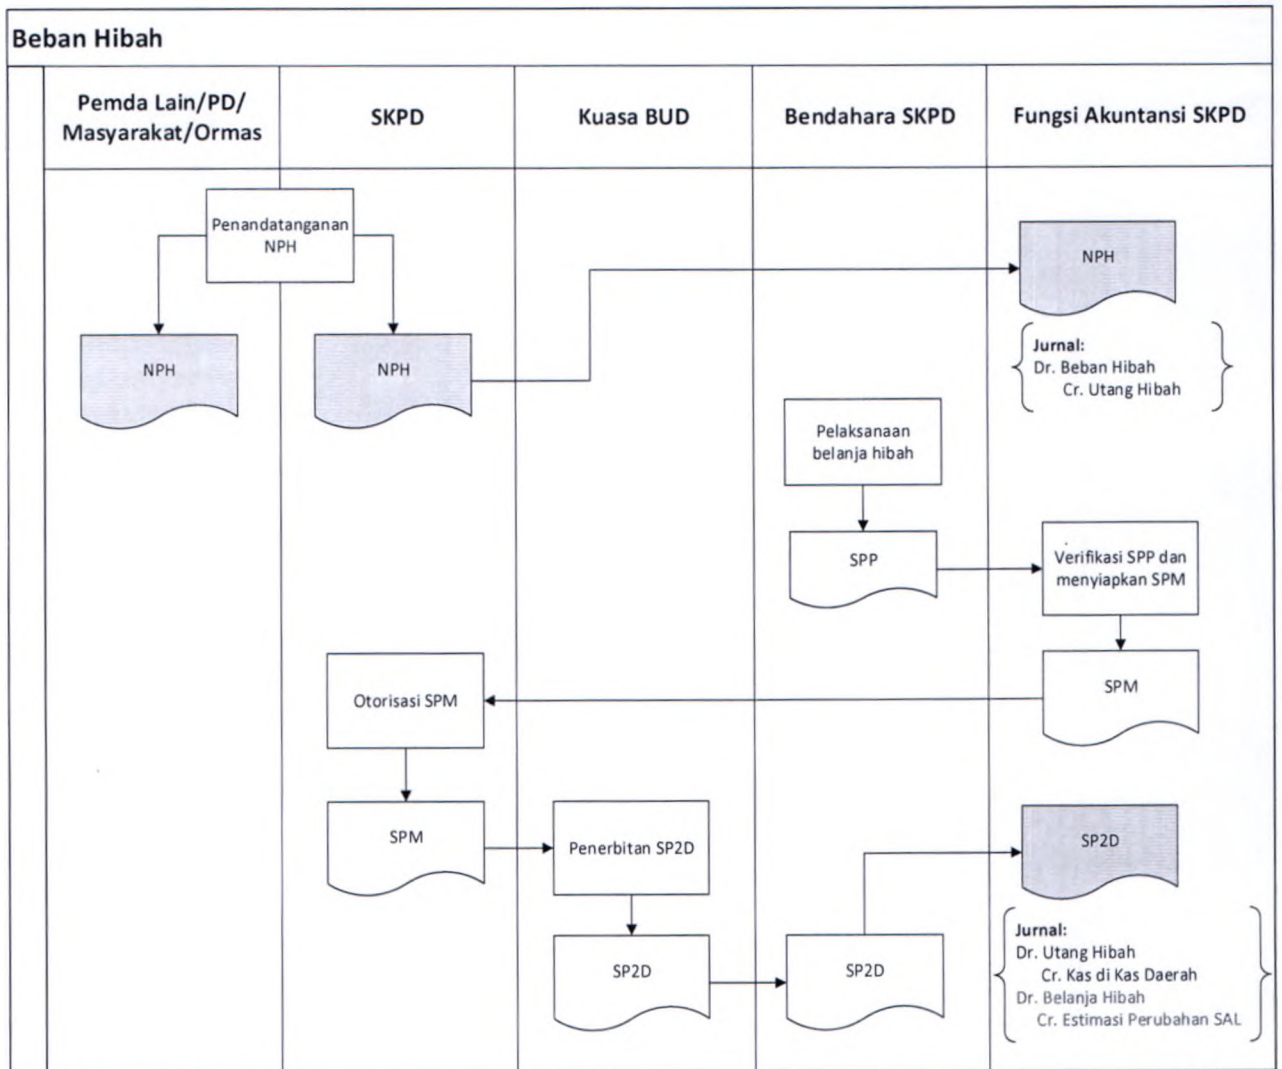 Beban Hibah
Pemda Lain/PD/
Masyarakat/Ormas
SKPD
Kuasa BUD
Bendahara SKPD
Fungsi Akuntansi SKPD
Penandatanganan
NPH
NPH
NPH
NPH
Jurnal:
Dr. Beban Hibah
Cr. Utang Hibah
Pelaksanaan
belanja hibah
SPP
Verifikasi SPP dan
menyiapkan SPM
SPM
Otorisasi SPM
SPM
Penerbitan SP2D
SP2D
SP2D
SP2D
Jurnal:
Dr. Utang Hibah
Cr. Kas di Kas Daerah
Dr. Belanja Hibah
Cr. Estimasi Perubahan SAL